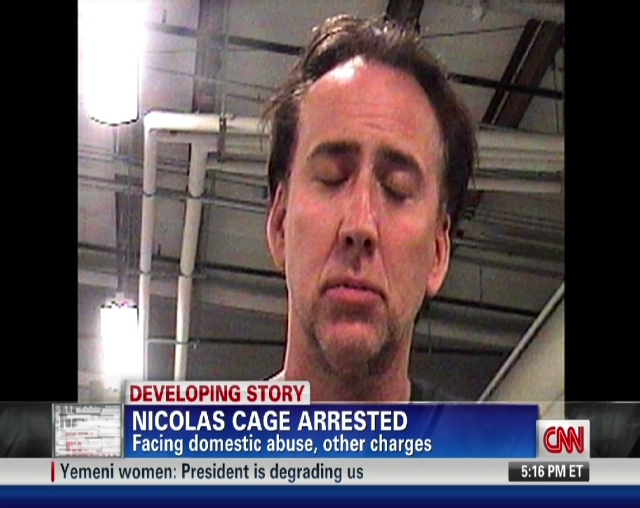 DEVELOPING STORY
NICOLAS CAGE ARRESTED
Facing domestic abuse, other charges
CNN
Yemeni women: President is degrading us
5:16 PM ET